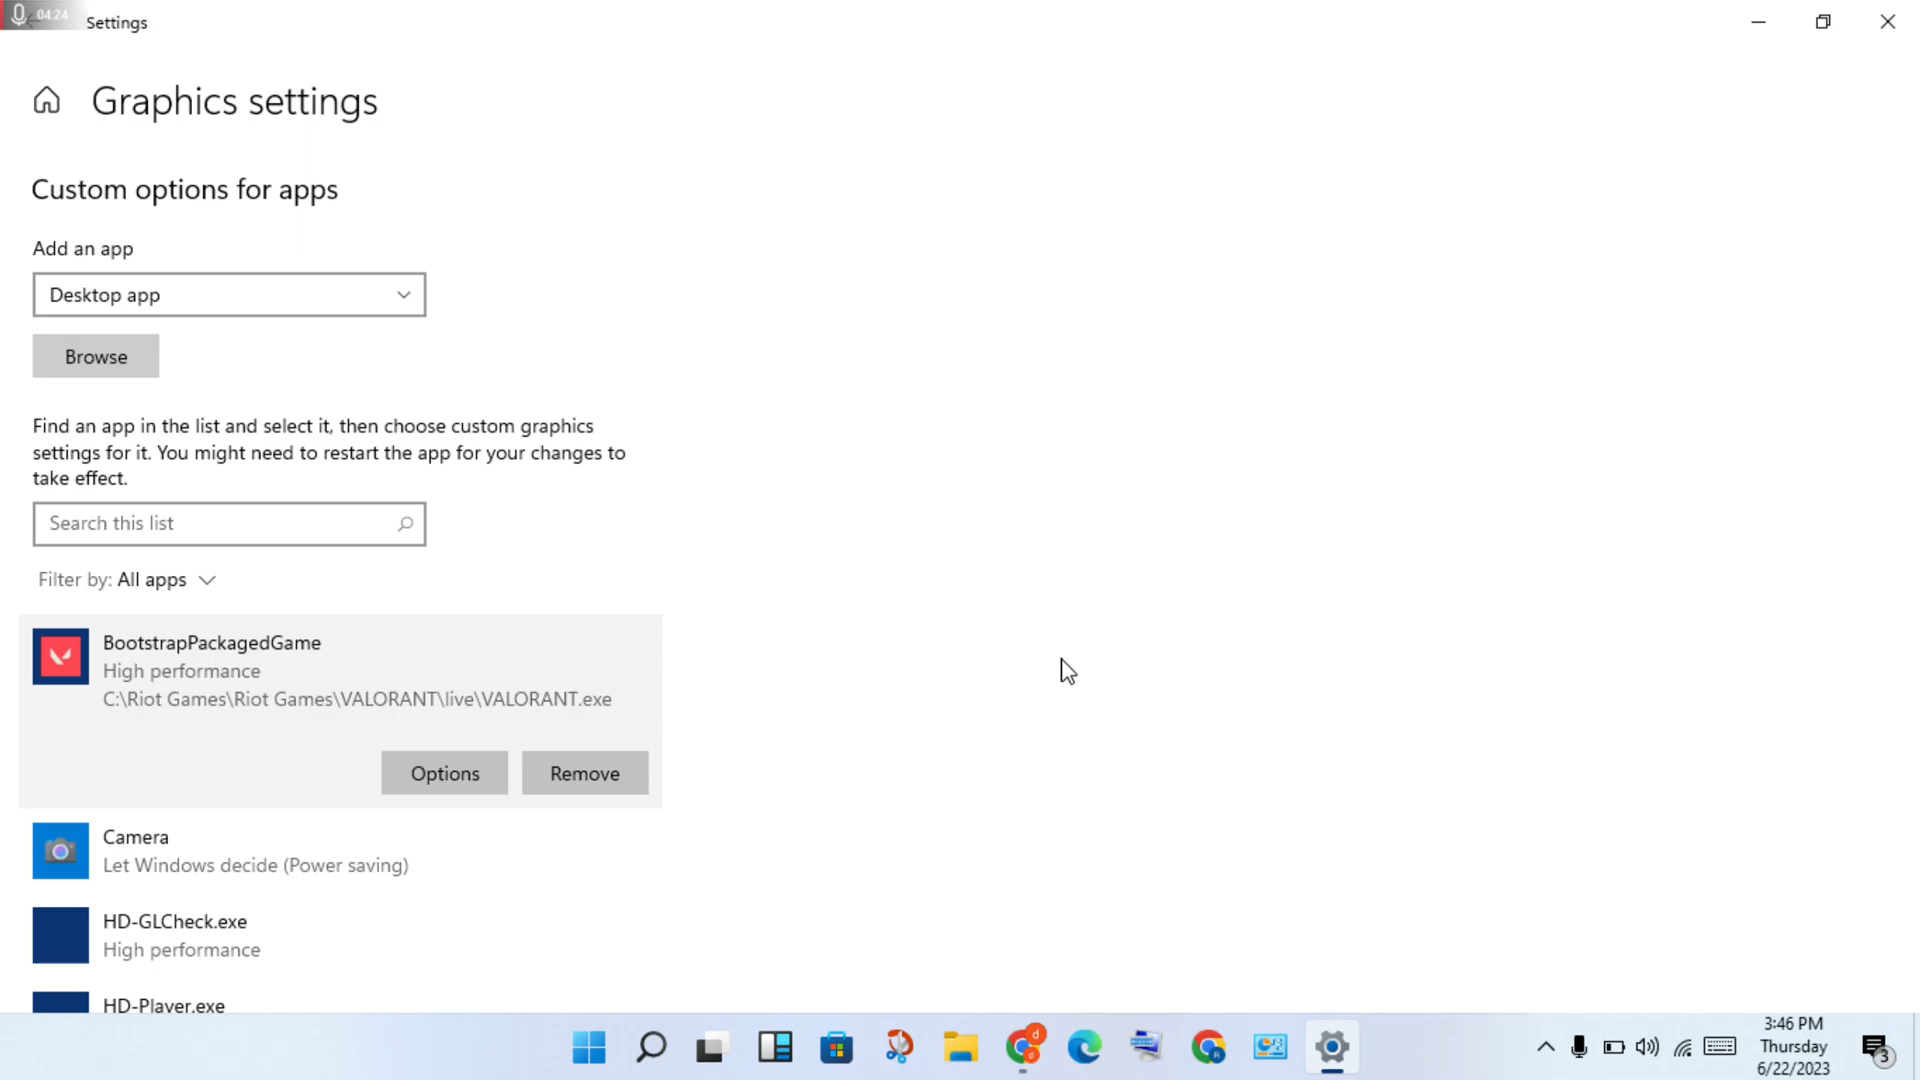 04:24
Settings
Graphics settings
Custom options for apps
Add an app
Desktop app
Browse
Find an app in the list and select it, then choose custom graphics
settings for it. You might need to restart the app for your changes to
take effect.
Search this list
Filter by: All apps
BootstrapPackagedGame
High performance
C:\Riot Games\Riot Games\VALORANT\live\VALORANT.exe
Options
Remove
Camera
Let Windows decide (Power saving)
HD-GLCheck.exe
High performance
HD-Player.exe
d
d
R
3:46 PM
Thursday
6/22/2023
3